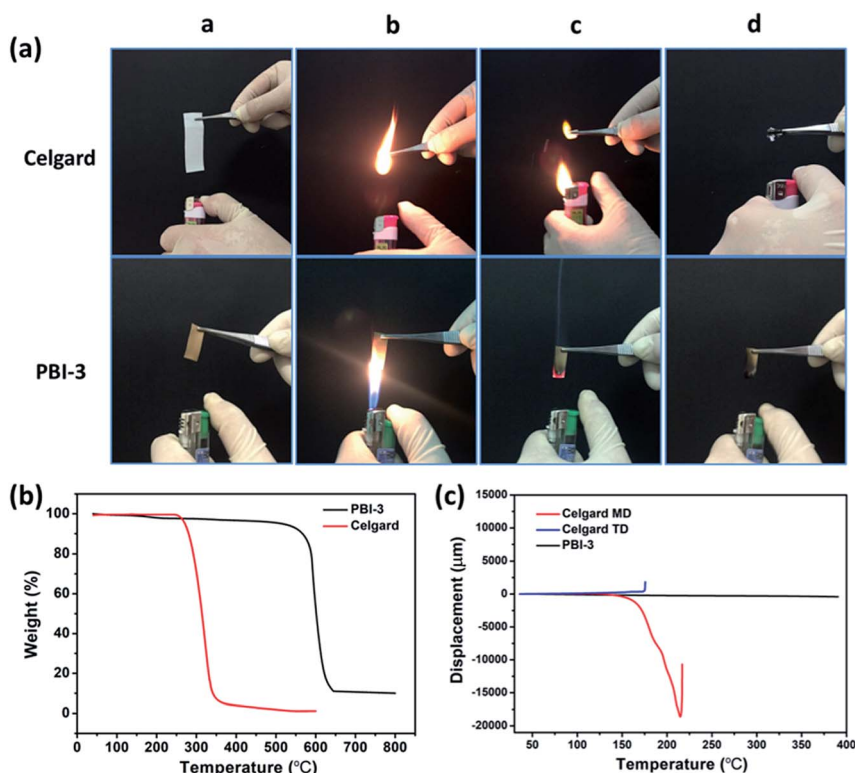 a b c d
(a)
Celgard
PBI-3
(b)
100
80
60
40
20
0
Weight (%)
PBI-3
Celgard
0 100 200 300 400 500 600 700 800
Temperature (°C)
(c)
15000
10000
5000
0
-5000
-10000
-15000
-20000
Displacement (μm)
Celgard MD
Celgard TD
PBI-3
50 100 150 200 250 300 350 400
Temperature (°C)